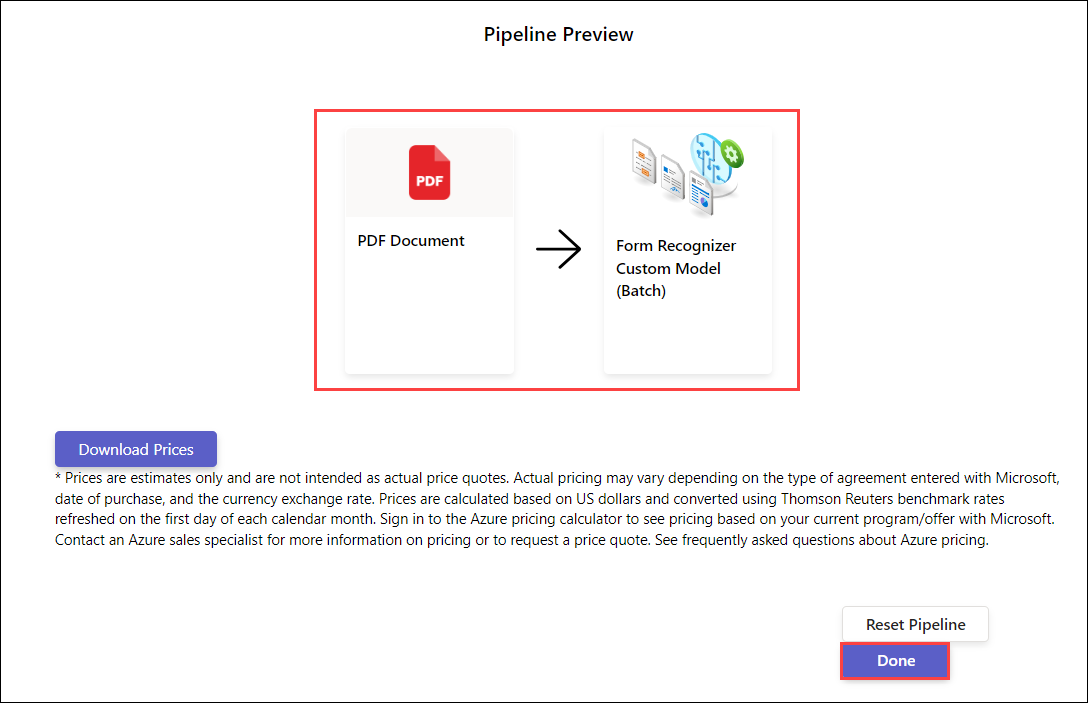 Pipeline Preview
PDF
PDF Document
Form Recognizer
Custom Model
(Batch)
Download Prices
* Prices are estimates only and are not intended as actual price quotes. Actual pricing may vary depending on the type of agreement entered with Microsoft,
date of purchase, and the currency exchange rate. Prices are calculated based on US dollars and converted using Thomson Reuters benchmark rates
refreshed on the first day of each calendar month. Sign in to the Azure pricing calculator to see pricing based on your current program/offer with Microsoft.
Contact an Azure sales specialist for more information on pricing or to request a price quote. See frequently asked questions about Azure pricing.
Reset Pipeline
Done